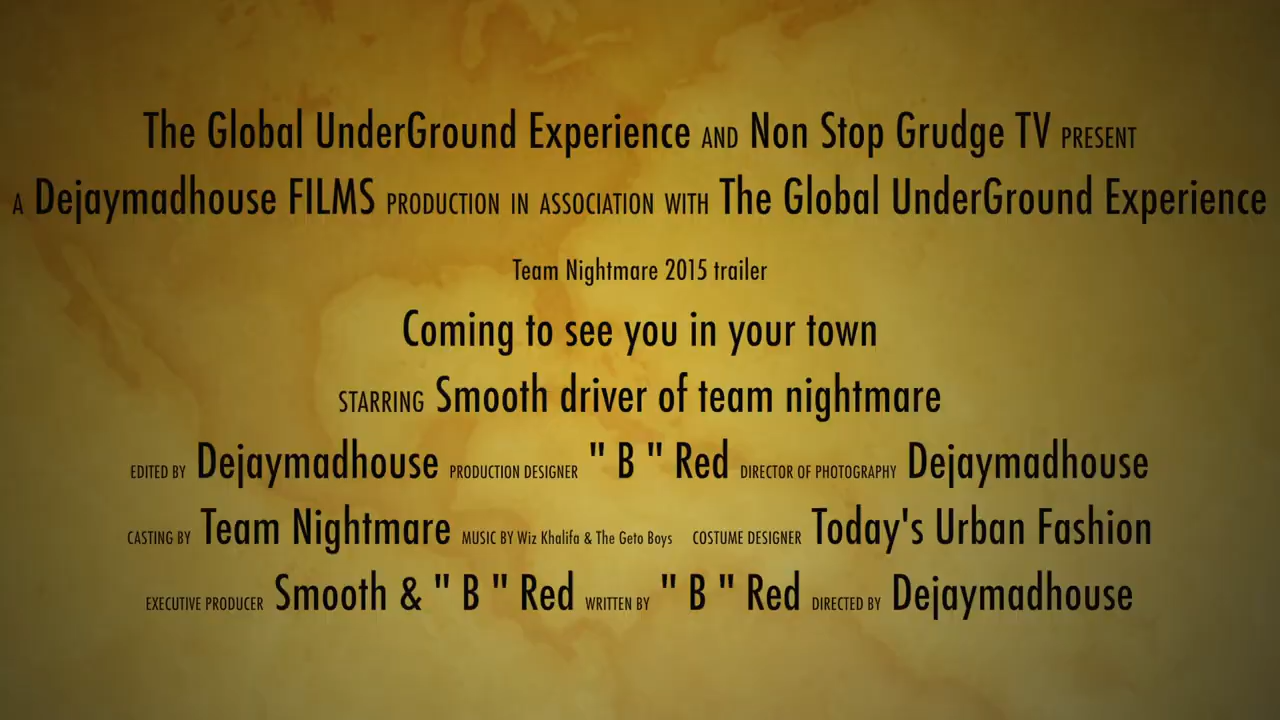 The Global UnderGround Experience AND Non Stop Grudge TV PRESENT
A Dejaymadhouse FILMS PRODUCTION IN ASSOCIATION WITH The Global UnderGround Experience
Team Nightmare 2015 trailer
Coming to see you in your town
STARRING Smooth driver of team nightmare
EDITED BY Dejaymadhouse PRODUCTION DESIGNER " B " Red DIRECTOR OF PHOTOGRAPHY Dejaymadhouse
CASTING BY Team Nightmare MUSIC BY Wiz Khalifa & The Geto Boys COSTUME DESIGNER Today's Urban Fashion
EXECUTIVE PRODUCER Smooth & " B " Red WRITTEN BY " B " Red DIRECTED BY Dejaymadhouse